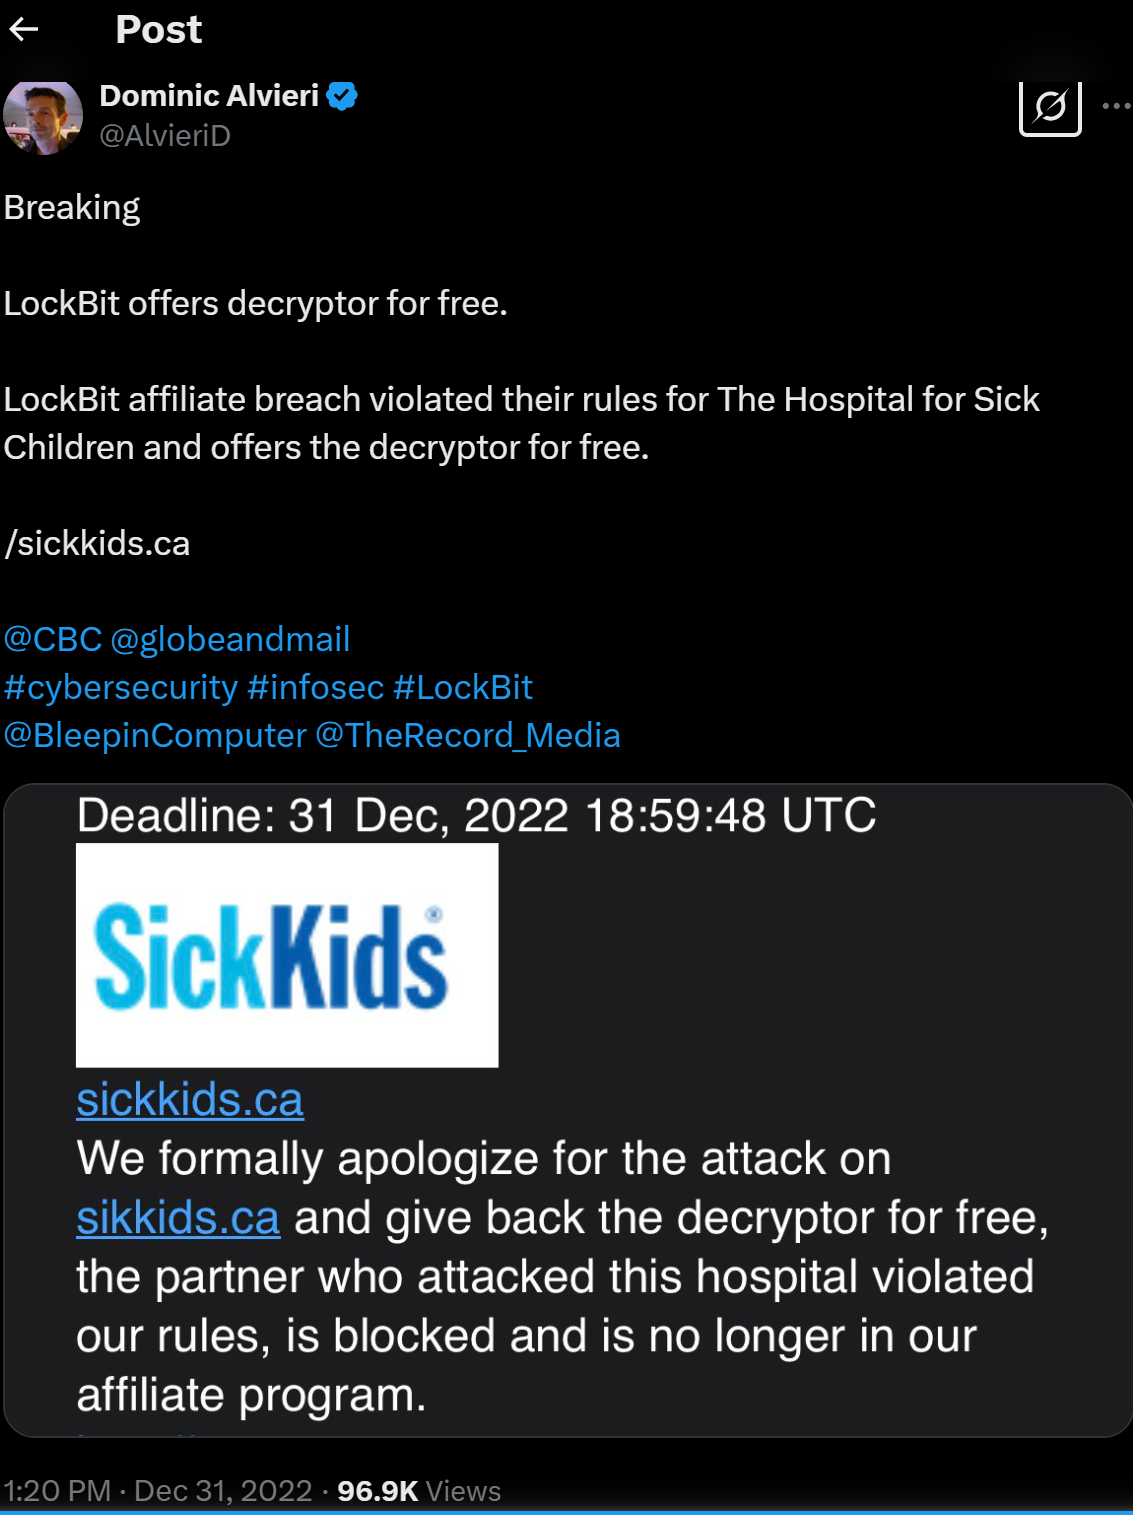 Post
Dominic Alvieri
@AlvieriD
Breaking
LockBit offers decryptor for free.
LockBit affiliate breach violated their rules for The Hospital for Sick
Children and offers the decryptor for free.
/sickkids.ca
@CBC @globeandmail
#cybersecurity #infosec #LockBit
@BleepinComputer @TheRecord_Media
Deadline: 31 Dec, 2022 18:59:48 UTC
SickKids®
sickkids.ca
We formally apologize for the attack on
sikkids.ca and give back the decryptor for free,
the partner who attacked this hospital violated
our rules, is blocked and is no longer in our
affiliate program.
1:20 PM · Dec 31, 2022 · 96.9K Views